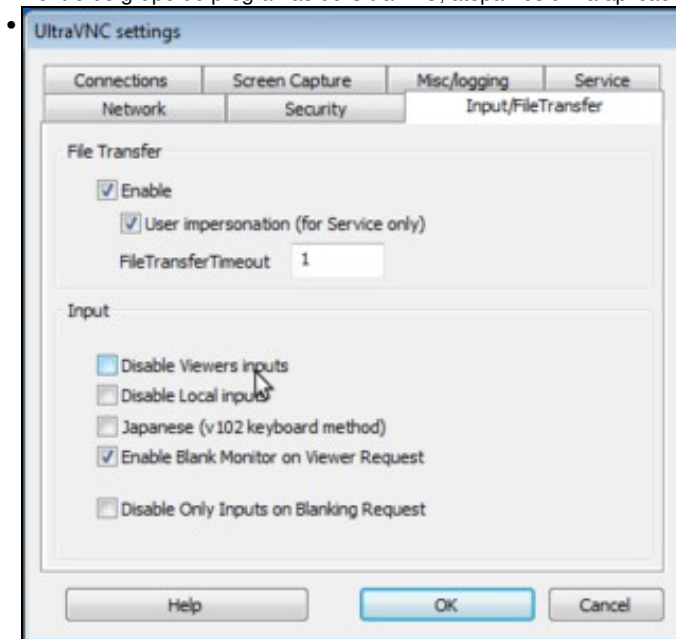 UltraVNC settings
Connections Screen Capture Misc/logging Service
Network Security Input/FileTransfer
File Transfer
Enable
User impersonation (for Service only)
FileTransferTimeout 1
Input
Disable Viewers inputs
Disable Local inputs
Japanese (v102 keyboard method)
Enable Blank Monitor on Viewer Request
Disable Only Inputs on Blanking Request
Help OK Cancel